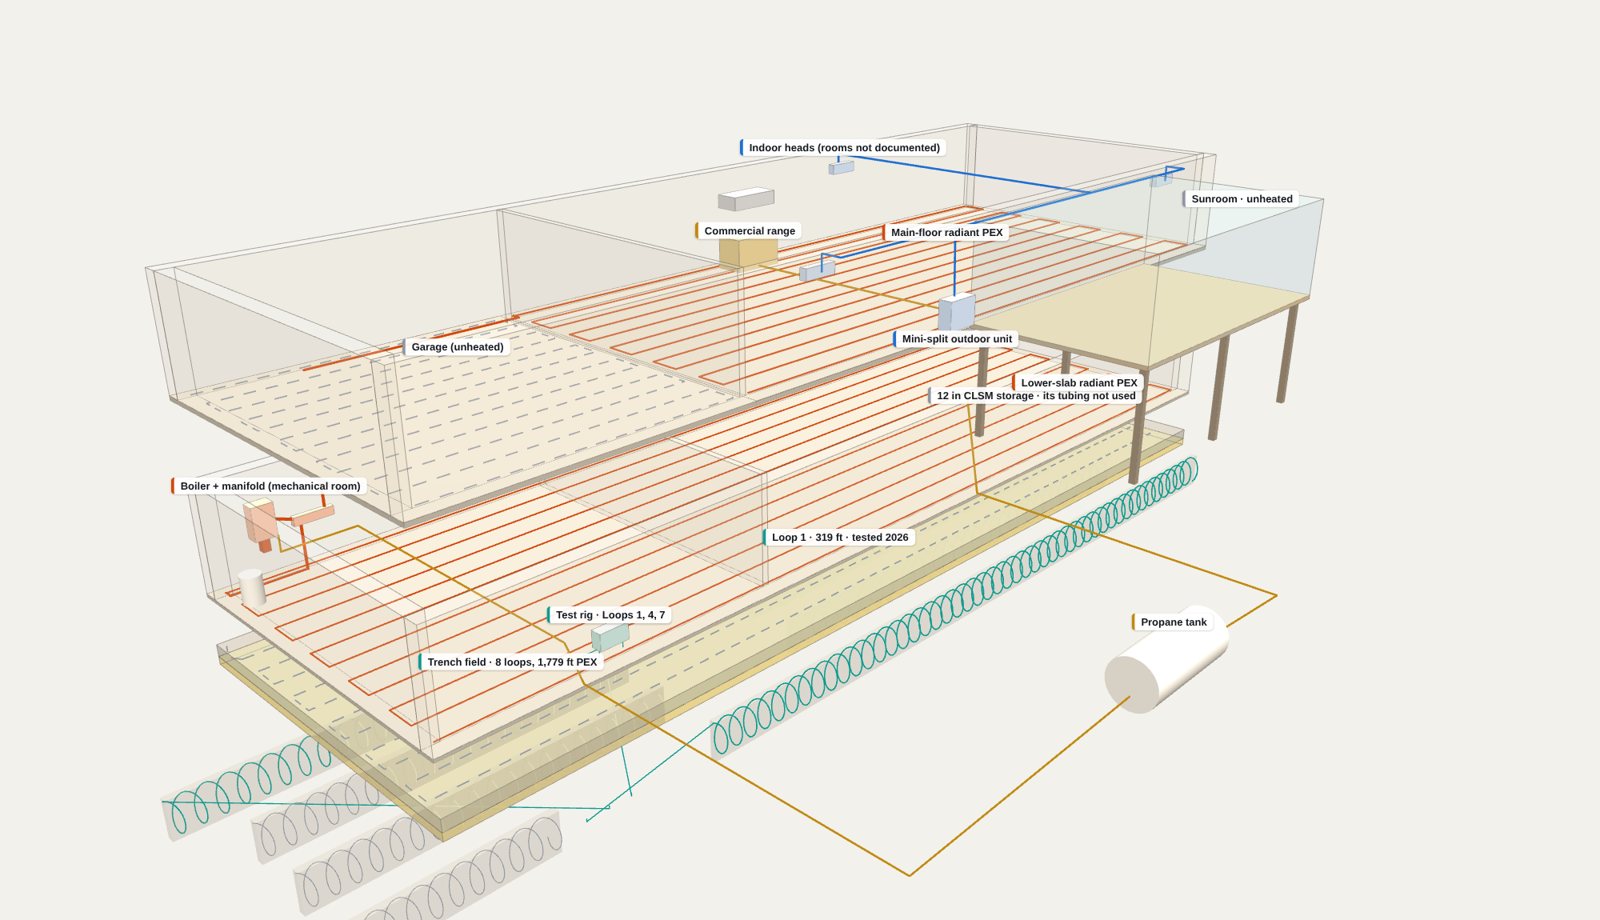 Indoor heads (rooms not documented)
Sunroom · unheated
Commercial range
Main-floor radiant PEX
Mini-split outdoor unit
Garage (unheated)
Lower-slab radiant PEX
12 in CLSM storage · its tubing not used
Boiler + manifold (mechanical room)
Loop 1 · 319 ft · tested 2026
Test rig · Loops 1, 4, 7
Propane tank
Trench field · 8 loops, 1,779 ft PEX